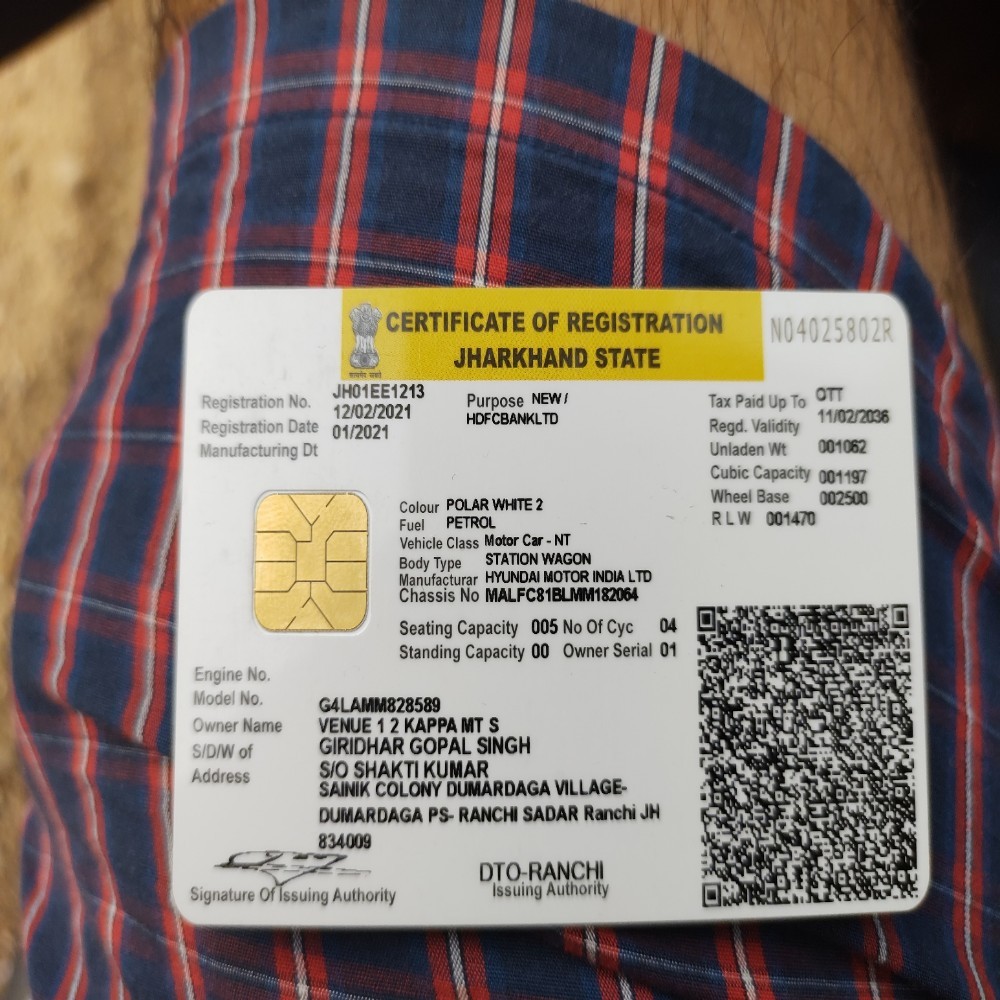 CERTIFICATE OF REGISTRATION
JHARKHAND STATE
N04025802R
सत्यमेव जयते
Registration No. JH01EE1213
Registration Date 12/02/2021
Manufacturing Dt 01/2021
Purpose NEW /
HDFCBANKLTD
Tax Paid Up To OTT
Regd. Validity 11/02/2036
Unladen Wt 001062
Cubic Capacity 001197
Wheel Base 002500
R L W 001470
Colour POLAR WHITE 2
Fuel PETROL
Vehicle Class Motor Car - NT
Body Type STATION WAGON
Manufacturar HYUNDAI MOTOR INDIA LTD
Chassis No MALFC81BLMM182064
Seating Capacity 005 No Of Cyc 04
Standing Capacity 00 Owner Serial 01
Engine No. G4LAMM828589
Model No. VENUE 1 2 KAPPA MT S
Owner Name GIRIDHAR GOPAL SINGH
S/D/W of S/O SHAKTI KUMAR
Address SAINIK COLONY DUMARDAGA VILLAGE-
DUMARDAGA PS- RANCHI SADAR Ranchi JH
834009
Signature Of Issuing Authority
DTO-RANCHI
Issuing Authority